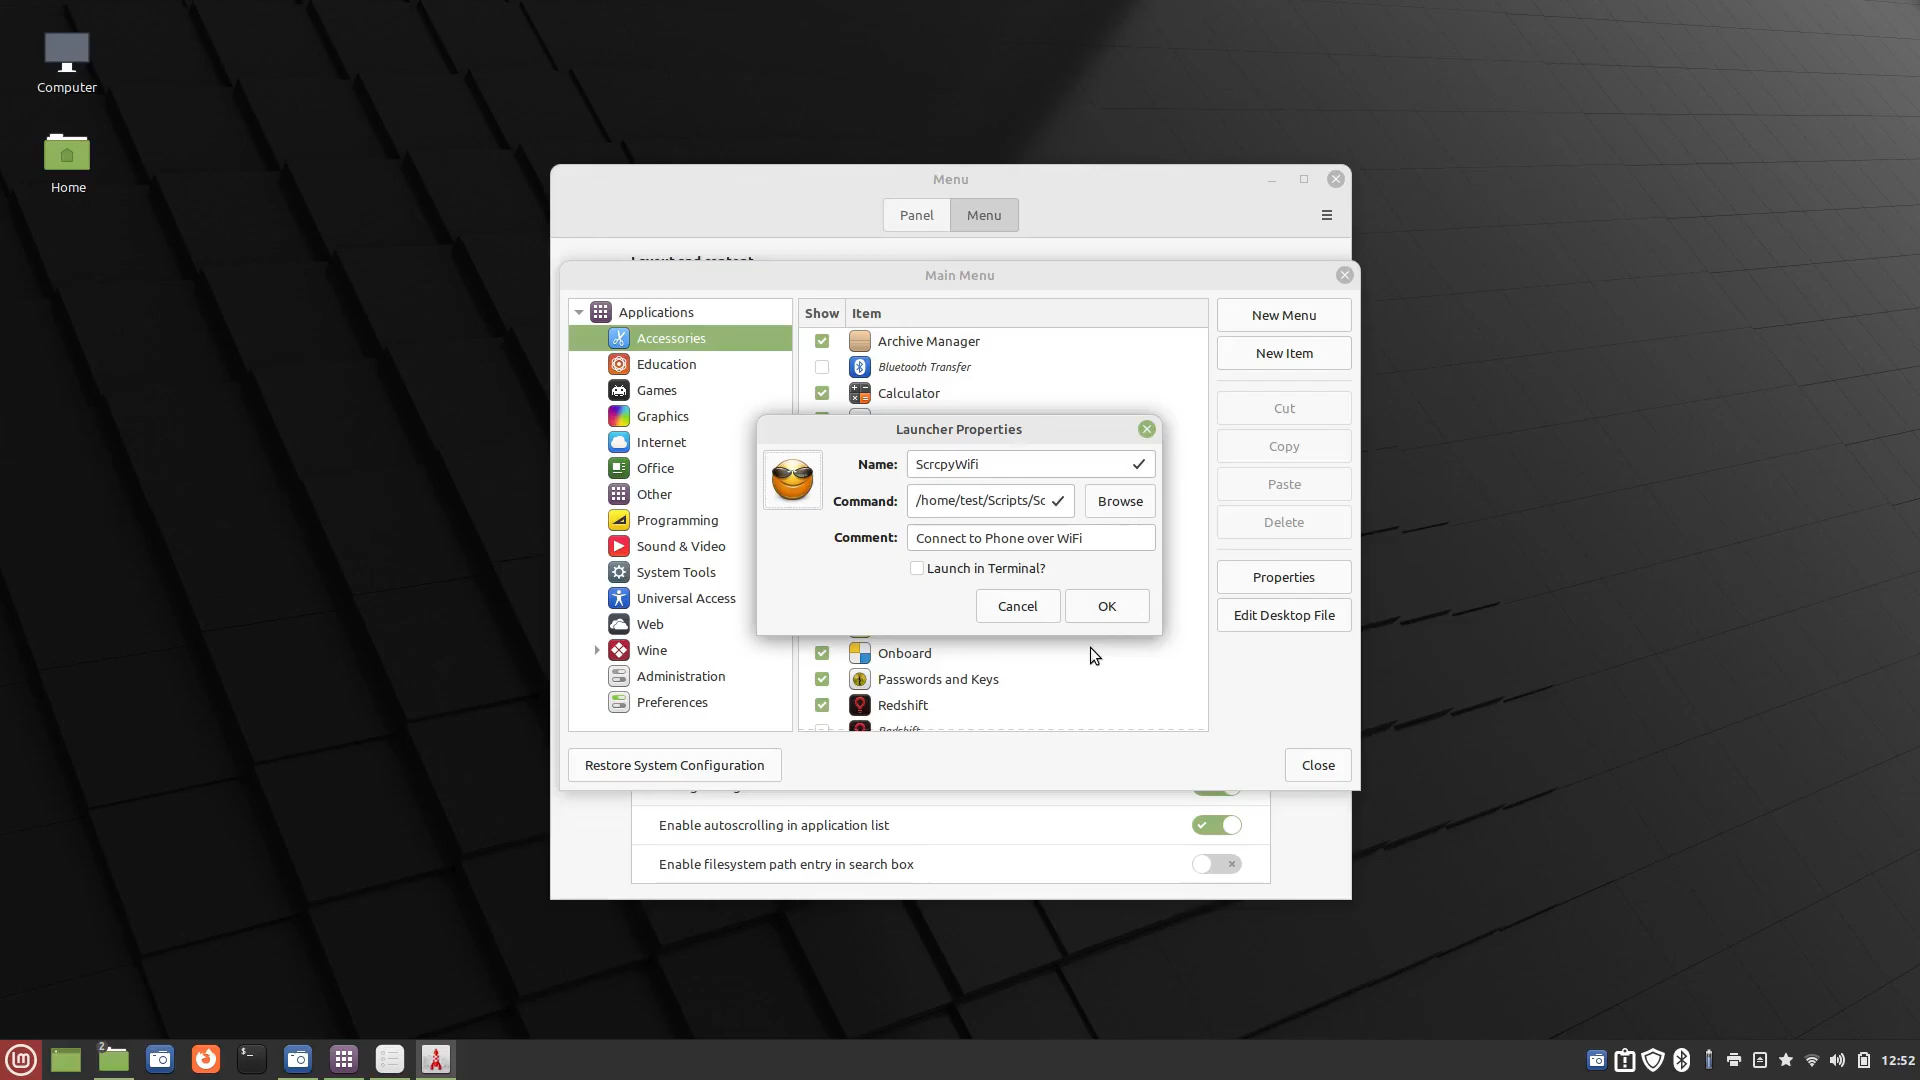 Computer
Home
Menu
Panel
Menu
Main Menu
Applications
Accessories
Education
Games
Graphics
Internet
Office
Other
Programming
Sound & Video
System Tools
Universal Access
Web
Wine
Administration
Preferences
Show
Item
Archive Manager
Bluetooth Transfer
Calculator
Onboard
Passwords and Keys
Redshift
Redshift
New Menu
New Item
Cut
Copy
Paste
Delete
Properties
Edit Desktop File
Launcher Properties
Name:
ScrcpyWifi
Command:
/home/test/Scripts/Sc
Browse
Comment:
Connect to Phone over WiFi
Launch in Terminal?
Cancel
OK
Restore System Configuration
Close
Enable autoscrolling in application list
Enable filesystem path entry in search box
2
12:52